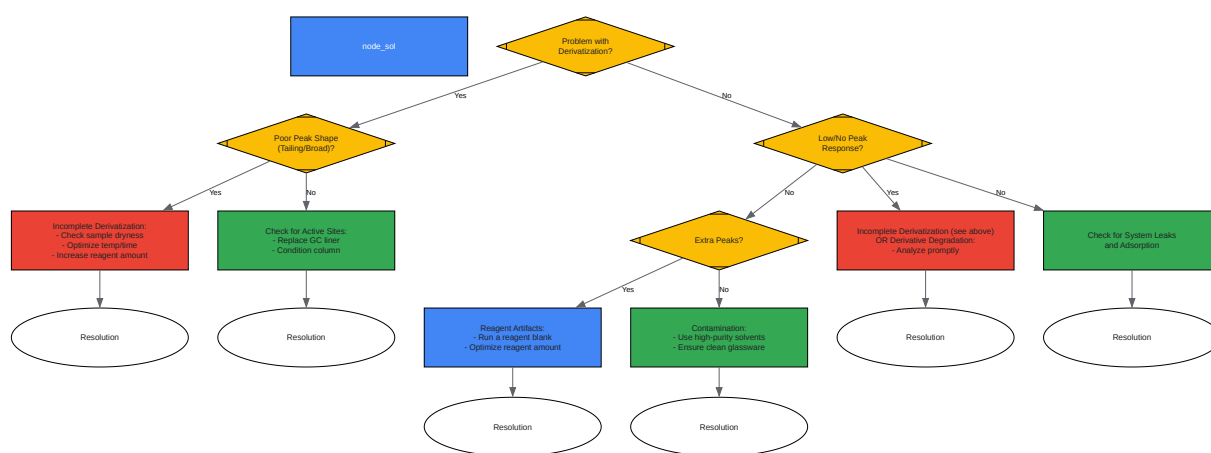 node_sol
Problem with
Derivatization?
Yes
No
Poor Peak Shape
(Tailing/Broad)?
Low/No Peak
Response?
Yes
No
No
Yes
No
Incomplete Derivatization:
- Check sample dryness
- Optimize temp/time
- Increase reagent amount
Check for Active Sites:
- Replace GC liner
- Condition column
Extra Peaks?
Incomplete Derivatization (see above)
OR Derivative Degradation:
- Analyze promptly
Check for System Leaks
and Adsorption
Yes
No
Resolution
Resolution
Reagent Artifacts:
- Run a reagent blank
- Optimize reagent amount
Contamination:
- Use high-purity solvents
- Ensure clean glassware
Resolution
Resolution
Resolution
Resolution